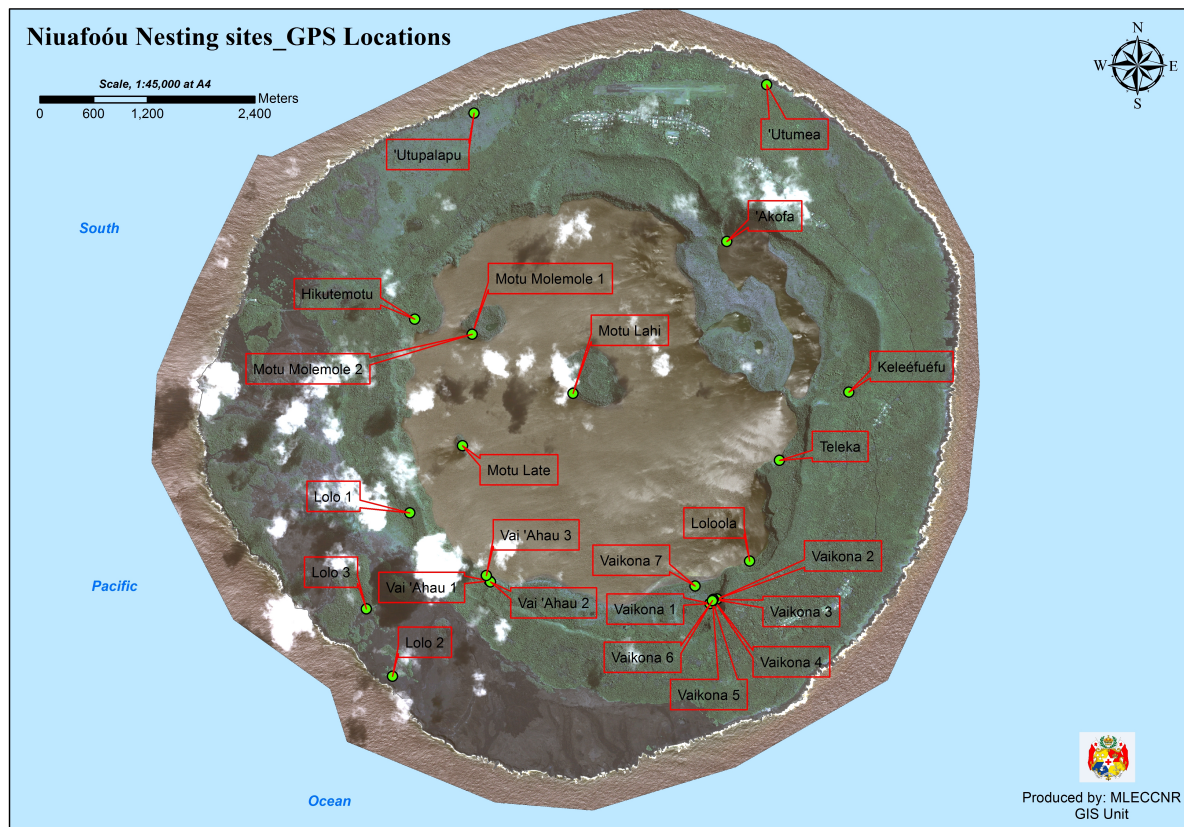 Niuafoóu Nesting sites_GPS Locations
Scale, 1:45,000 at A4
Meters
0 600 1,200 2,400
N
W E
S
'Utumea
'Utupalapu
'Akofa
South
Motu Molemole 1
Hikutemotu
Motu Lahi
Motu Molemole 2
Keleéfuéfu
Teleka
Motu Late
Lolo 1
Loloola
Vai 'Ahau 3
Vaikona 2
Vaikona 7
Lolo 3
Pacific
Vai 'Ahau 1
Vai 'Ahau 2
Vaikona 1
Vaikona 3
Lolo 2
Vaikona 6
Vaikona 4
Vaikona 5
Ocean
Produced by: MLECCNR
GIS Unit